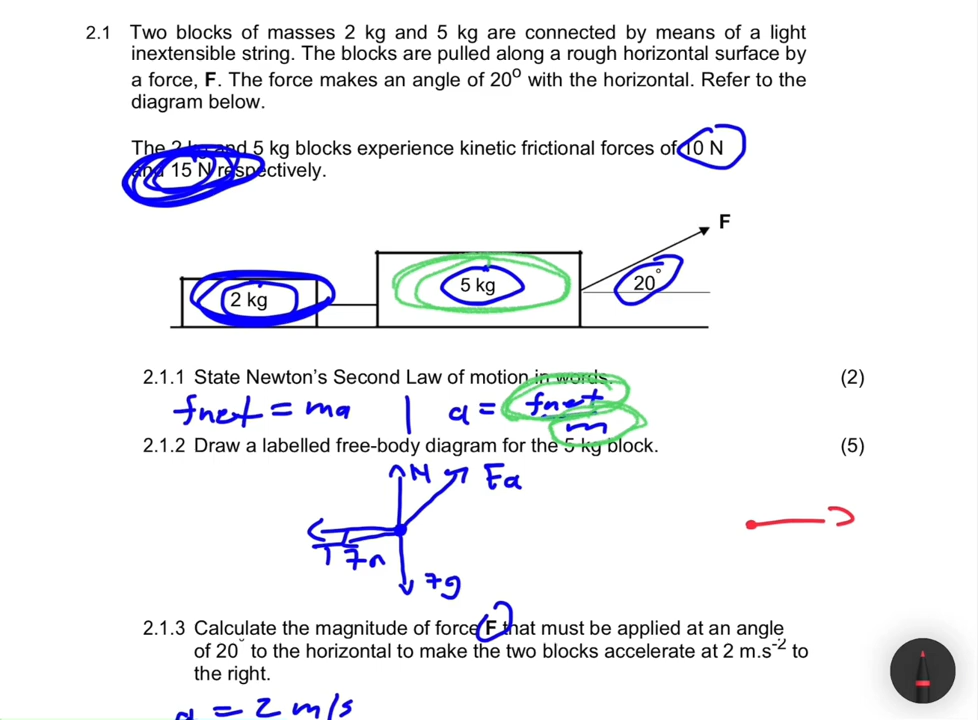 2.1 Two blocks of masses 2 kg and 5 kg are connected by means of a light
inextensible string. The blocks are pulled along a rough horizontal surface by
a force, F. The force makes an angle of 20⁰ with the horizontal. Refer to the
diagram below.
The 2 kg and 5 kg blocks experience kinetic frictional forces of 10 N
and 15 N respectively.
F
20°
5 kg
2 kg
2.1.1 State Newton's Second Law of motion in words. (2)
fnet = ma | a = fnet
m
2.1.2 Draw a labelled free-body diagram for the 5 kg block. (5)
N Fa
7g
2.1.3 Calculate the magnitude of force F that must be applied at an angle
of 20˚ to the horizontal to make the two blocks accelerate at 2 m.s⁻² to
the right.
a = 2 m/s